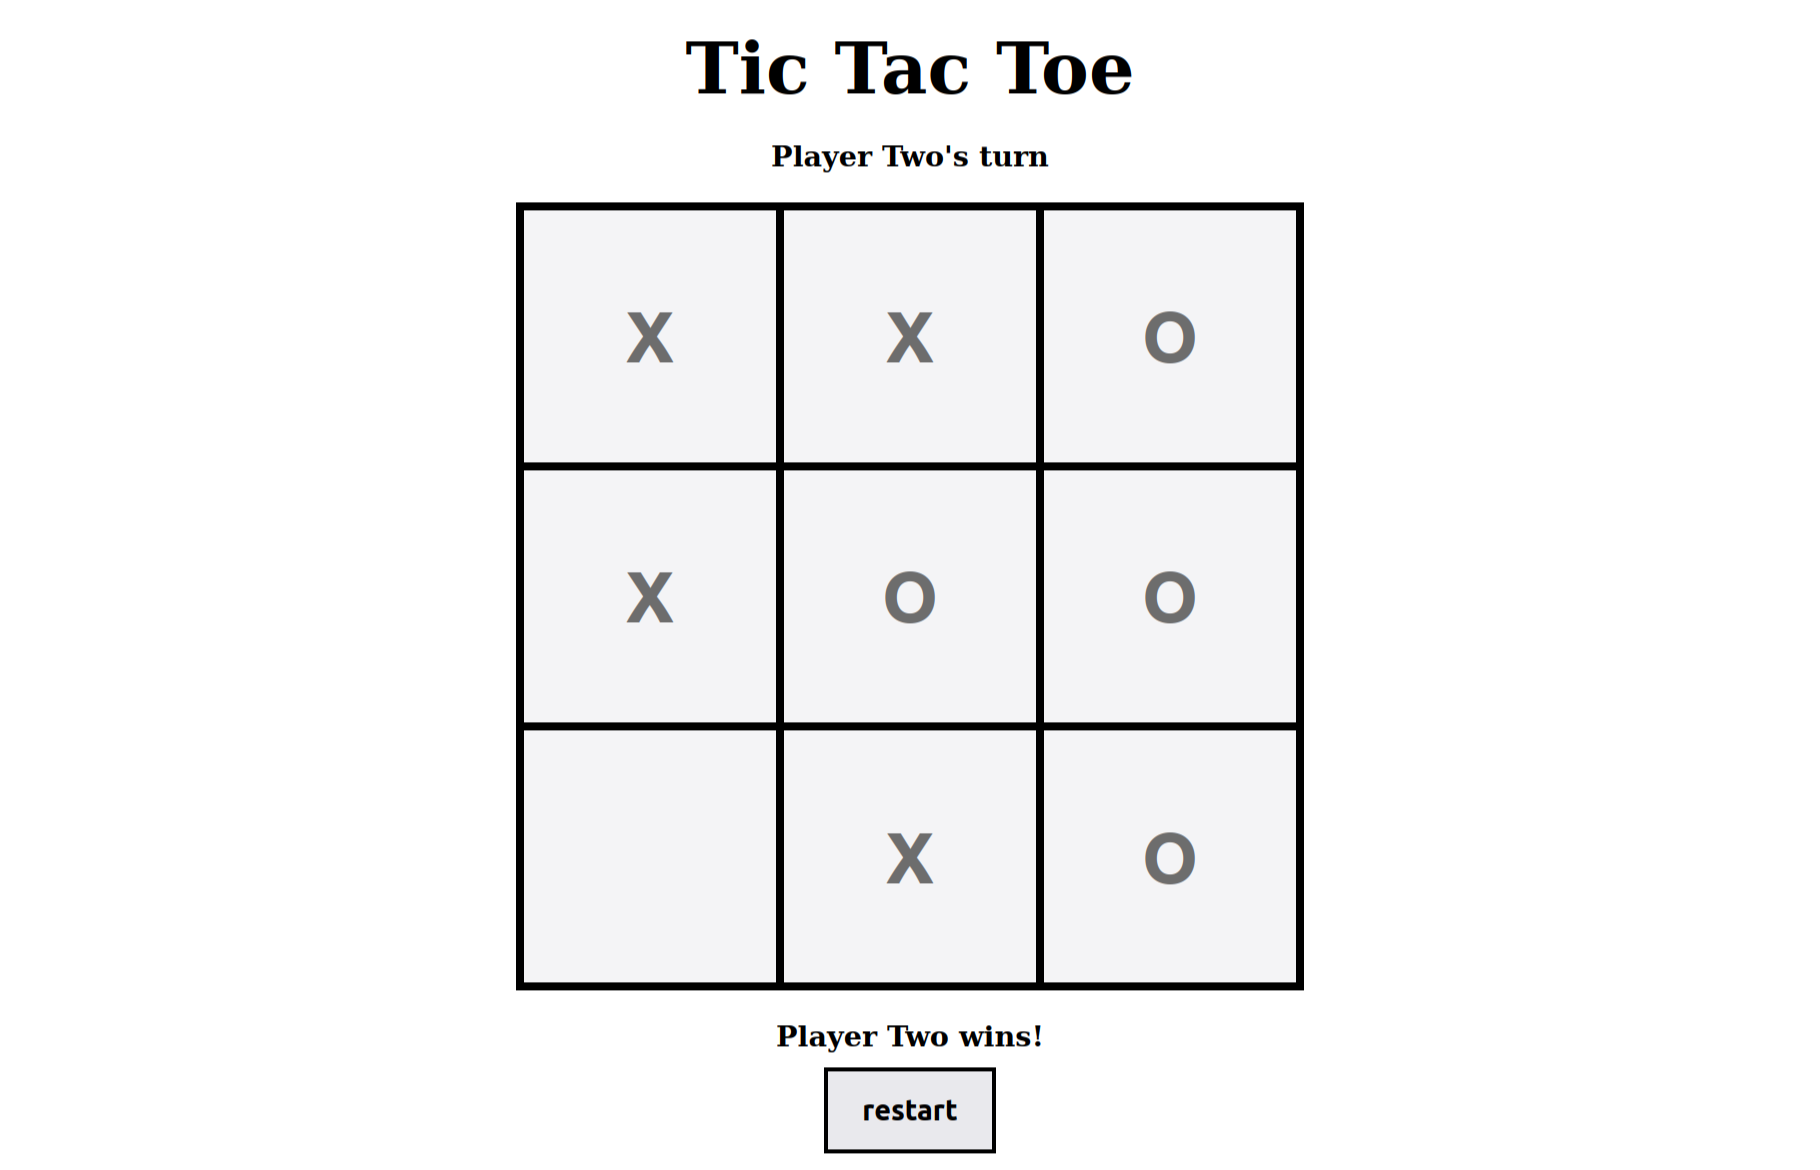 Tic Tac Toe
Player Two's turn
X X O
X O O
X O
Player Two wins!
restart